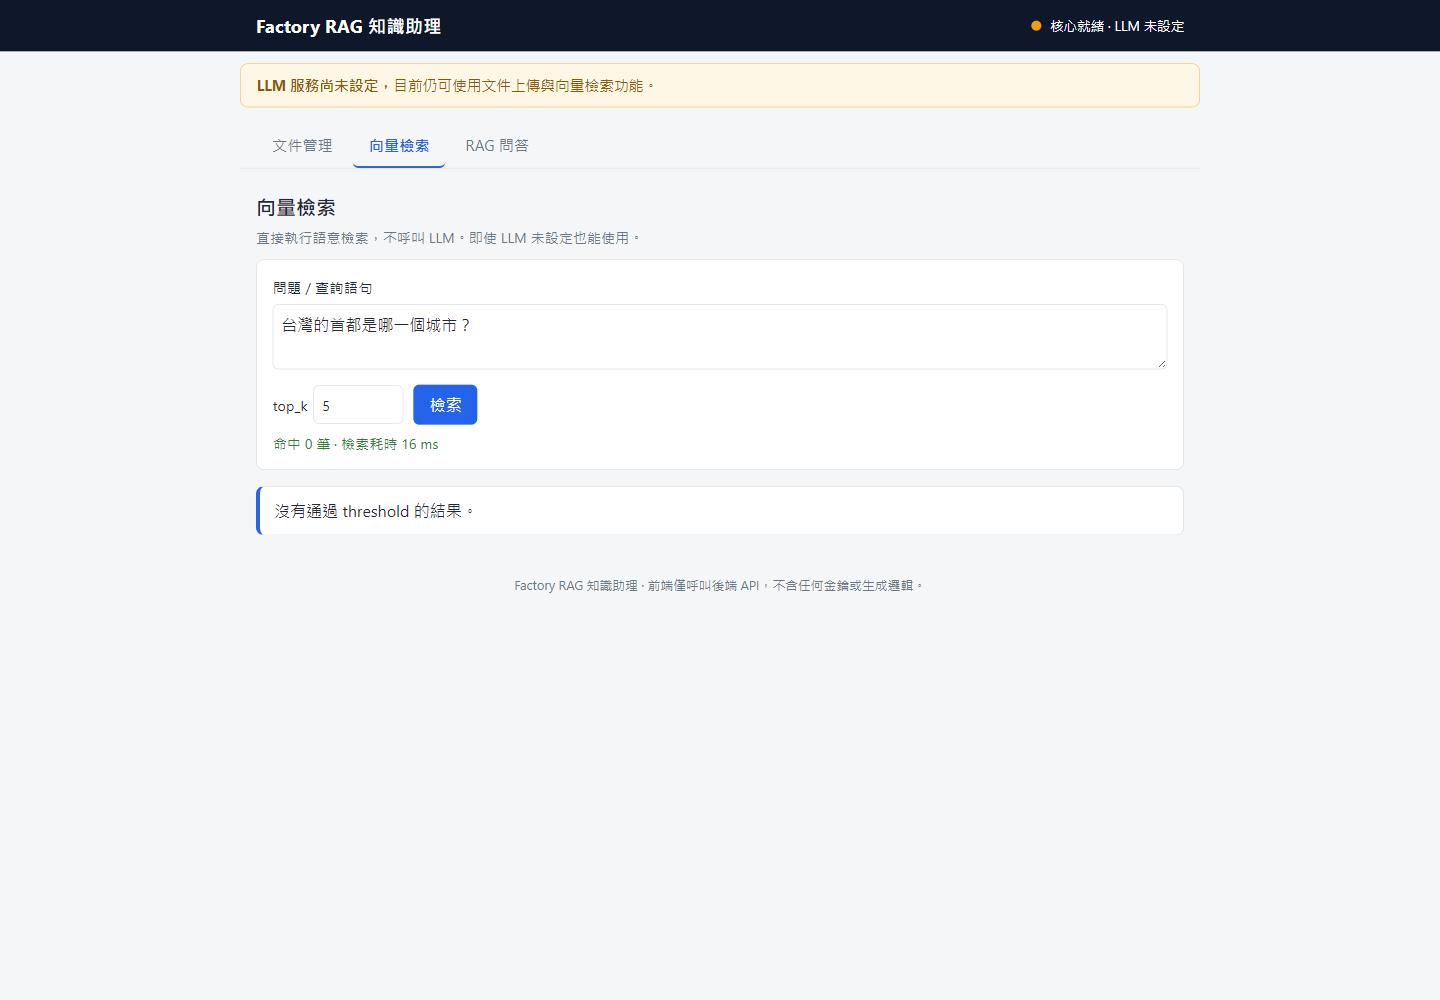 Factory RAG 知識助理
核心就緒 · LLM 未設定
LLM 服務尚未設定，目前仍可使用文件上傳與向量檢索功能。
文件管理
向量檢索
RAG 問答
向量檢索
直接執行語意檢索，不呼叫 LLM。即使 LLM 未設定也能使用。
問題 / 查詢語句
台灣的首都是哪一個城市？
top_k 5 檢索
命中 0 筆 · 檢索耗時 16 ms
沒有通過 threshold 的結果。
Factory RAG 知識助理 · 前端僅呼叫後端 API，不含任何金鑰或生成邏輯。